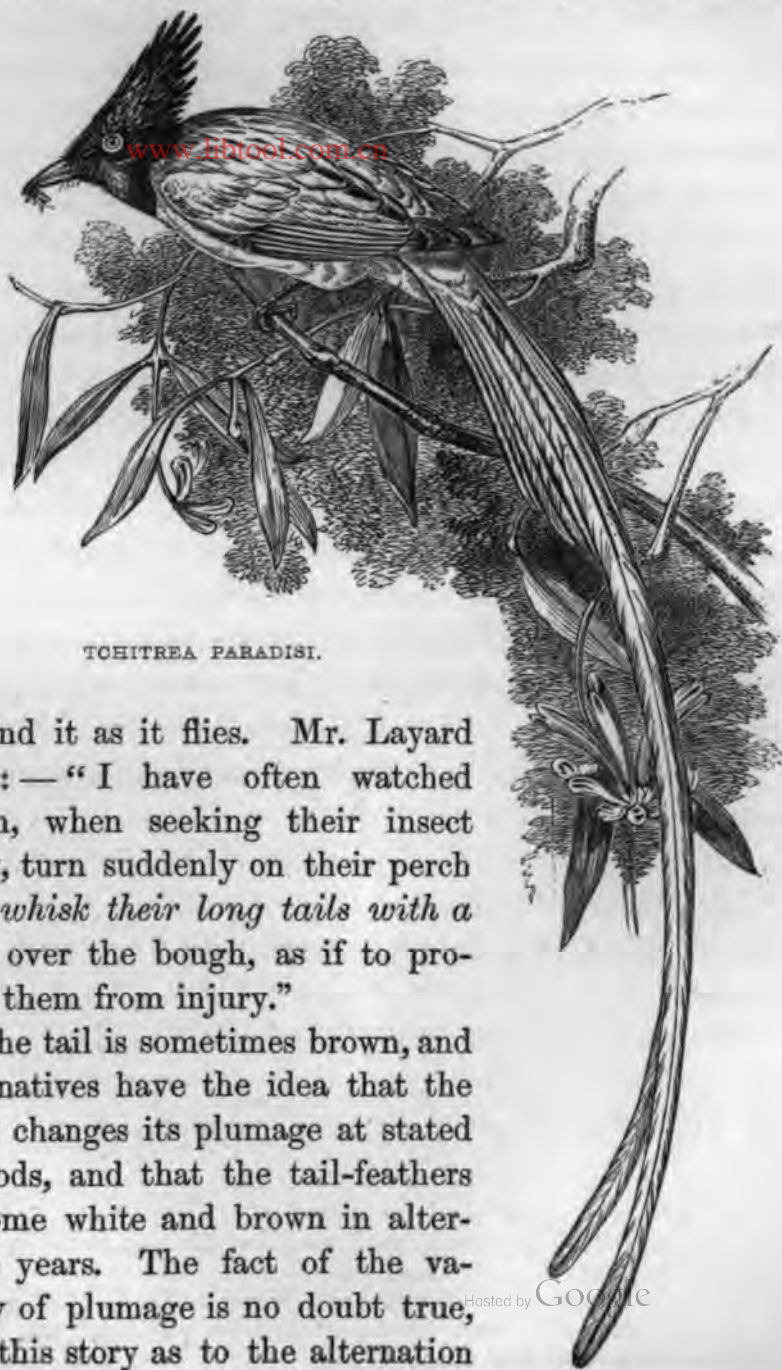 www.libtool.com.cn
TCHITREA PARADISI.
nd it as it flies. Mr. Layard
: — “ I have often watched
n, when seeking their insect
, turn suddenly on their perch
whisk their long tails with a
over the bough, as if to pro-
them from injury.”
he tail is sometimes brown, and
natives have the idea that the
changes its plumage at stated
ods, and that the tail-feathers
me white and brown in alter-
years. The fact of the va-
y of plumage is no doubt true,
this story as to the alternation
Hosted by Google